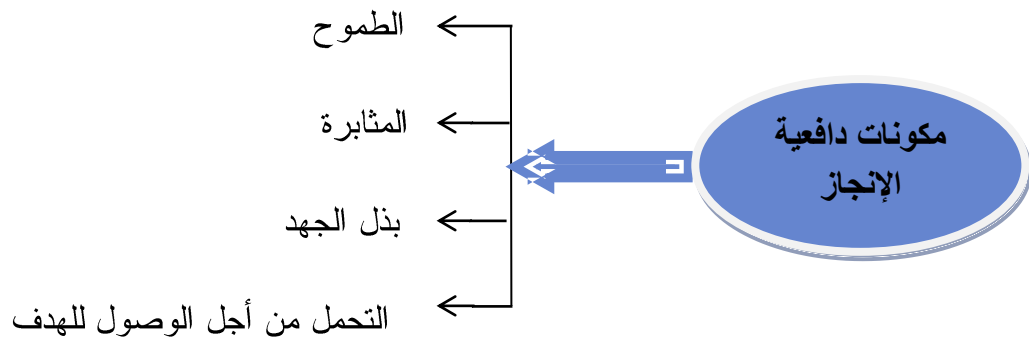 مكونات دافعية
الإنجاز
الطموح
المثابرة
بذل الجهد
التحمل من أجل الوصول للهدف